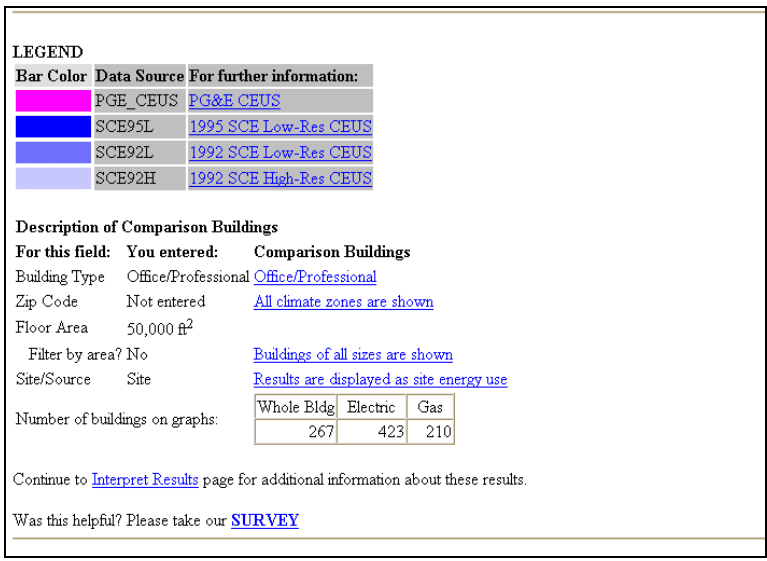 LEGEND
Bar Color Data Source For further information:
PGE_CEUS PG&E CEUS
SCE95L 1995 SCE Low-Res CEUS
SCE92L 1992 SCE Low-Res CEUS
SCE92H 1992 SCE High-Res CEUS
Description of Comparison Buildings
For this field: You entered: Comparison Buildings
Building Type Office/Professional Office/Professional
Zip Code Not entered All climate zones are shown
Floor Area 50,000 ft2
Filter by area? No Buildings of all sizes are shown
Site/Source Site Results are displayed as site energy use
Number of buildings on graphs: Whole Bldg Electric Gas
267 423 210
Continue to Interpret Results page for additional information about these results.
Was this helpful? Please take our SURVEY